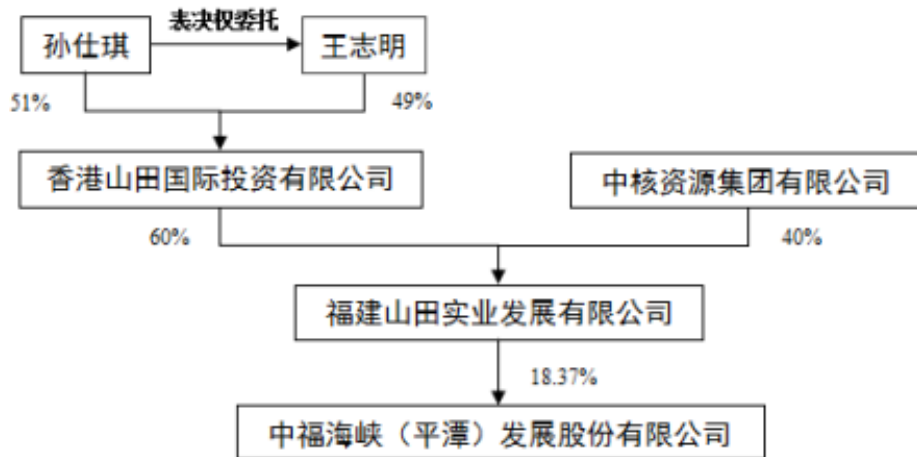 表决权委托
孙仕琪
王志明
51%
49%
香港山田国际投资有限公司
中核资源集团有限公司
60%
40%
福建山田实业发展有限公司
18.37%
中福海峡（平潭）发展股份有限公司